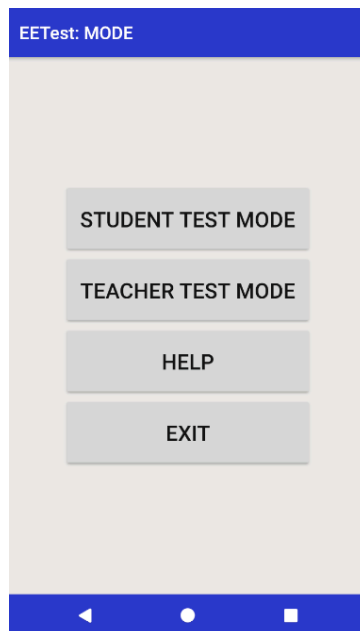 EETest: MODE
STUDENT TEST MODE
TEACHER TEST MODE
HELP
EXIT